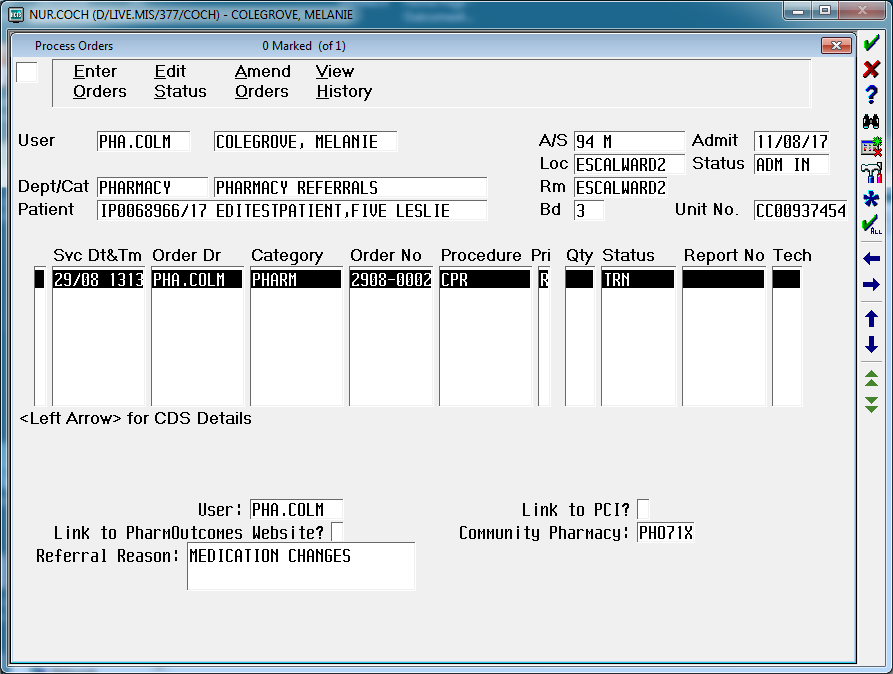 NUR.COCH (D/LIVE.MIS/377/COCH) - COLEGROVE, MELANIE
Process Orders 0 Marked (of 1)
Enter Edit Amend View
Orders Status Orders History
User PHA.COLM COLEGROVE, MELANIE A/S 94 M Admit 11/08/17
Loc ESCALWARD2 Status ADM IN
Dept/Cat PHARMACY PHARMACY REFERRALS Rm ESCALWARD2
Patient IP0068966/17 EDITESTPATIENT,FIVE LESLIE Bd 3 Unit No. CC00937454
Svc Dt&Tm Order Dr Category Order No Procedure Pri Qty Status Report No Tech
29/08 1313 PHA.COLM PHARM 2908-0002 CPR R TRN
<Left Arrow> for CDS Details
User: PHA.COLM Link to PCI?
Link to PharmOutcomes Website? Community Pharmacy: PH071X
Referral Reason: MEDICATION CHANGES
ALL